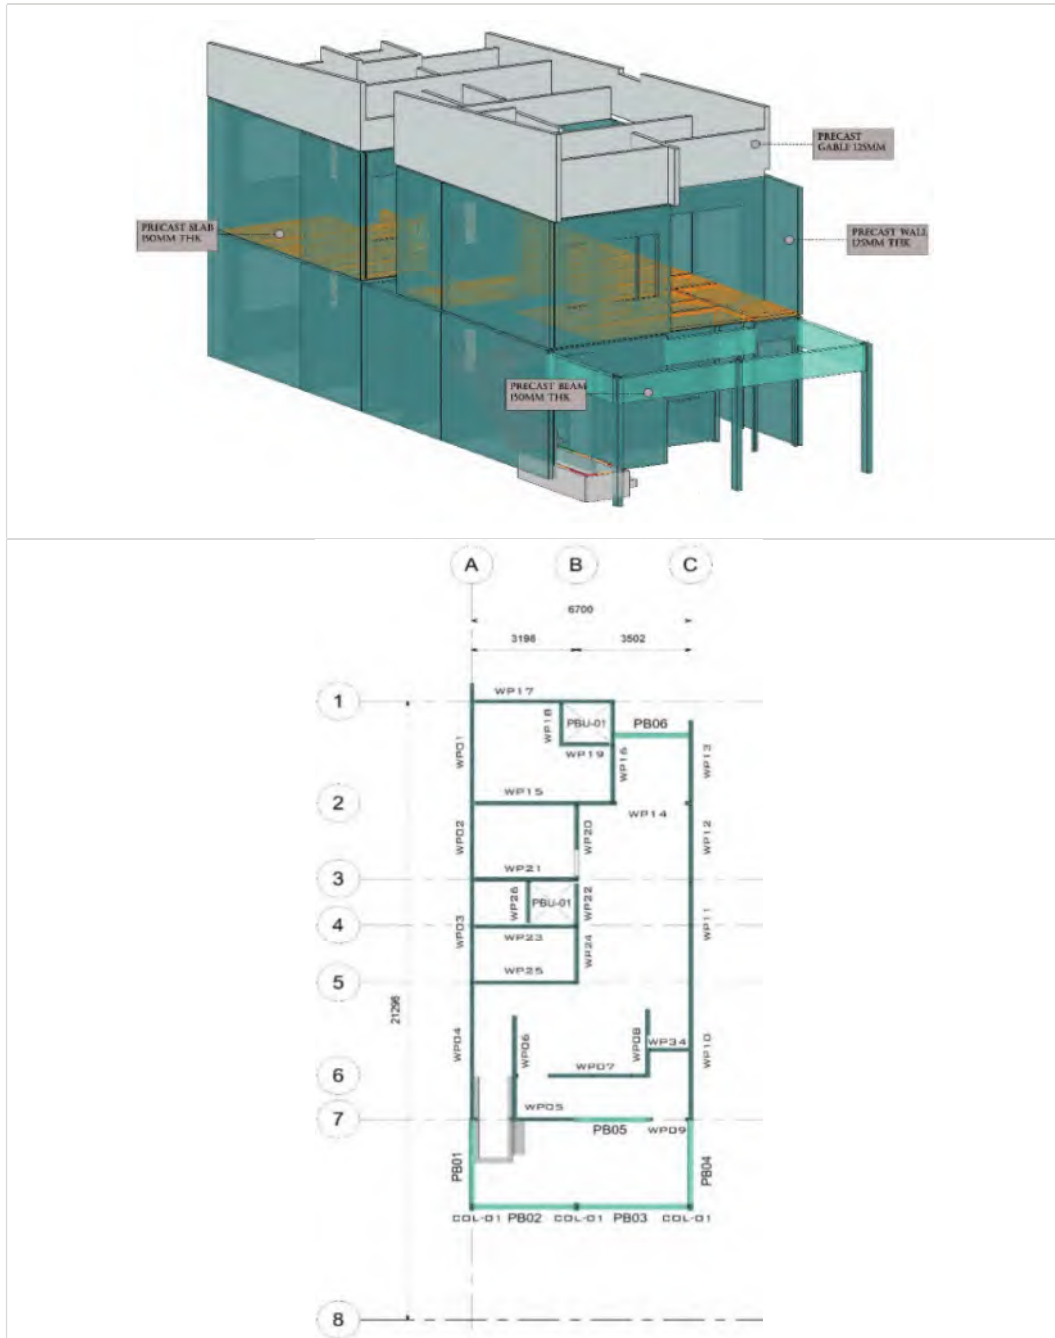 PRECAST
GABLE 125MM
PRECAST SLAB
150MM THK
PRECAST WALL
125MM THK
PRECAST BEAM
150MM THK
A
B
C
6700
3198
3502
1
WP17
WP18
PBU-01
PB06
WP01
WP19
WP16
WP13
2
WP15
WP14
WP02
WP20
WP12
3
WP21
WP26
PBU-01
WP22
WP03
WP11
4
WP23
WP24
WP25
5
21296
WP04
WP06
WP08
WP34
WP10
WP07
6
WP05
7
PB05
WP09
PB01
PB04
COL-01
PB02
COL-01
PB03
COL-01
8